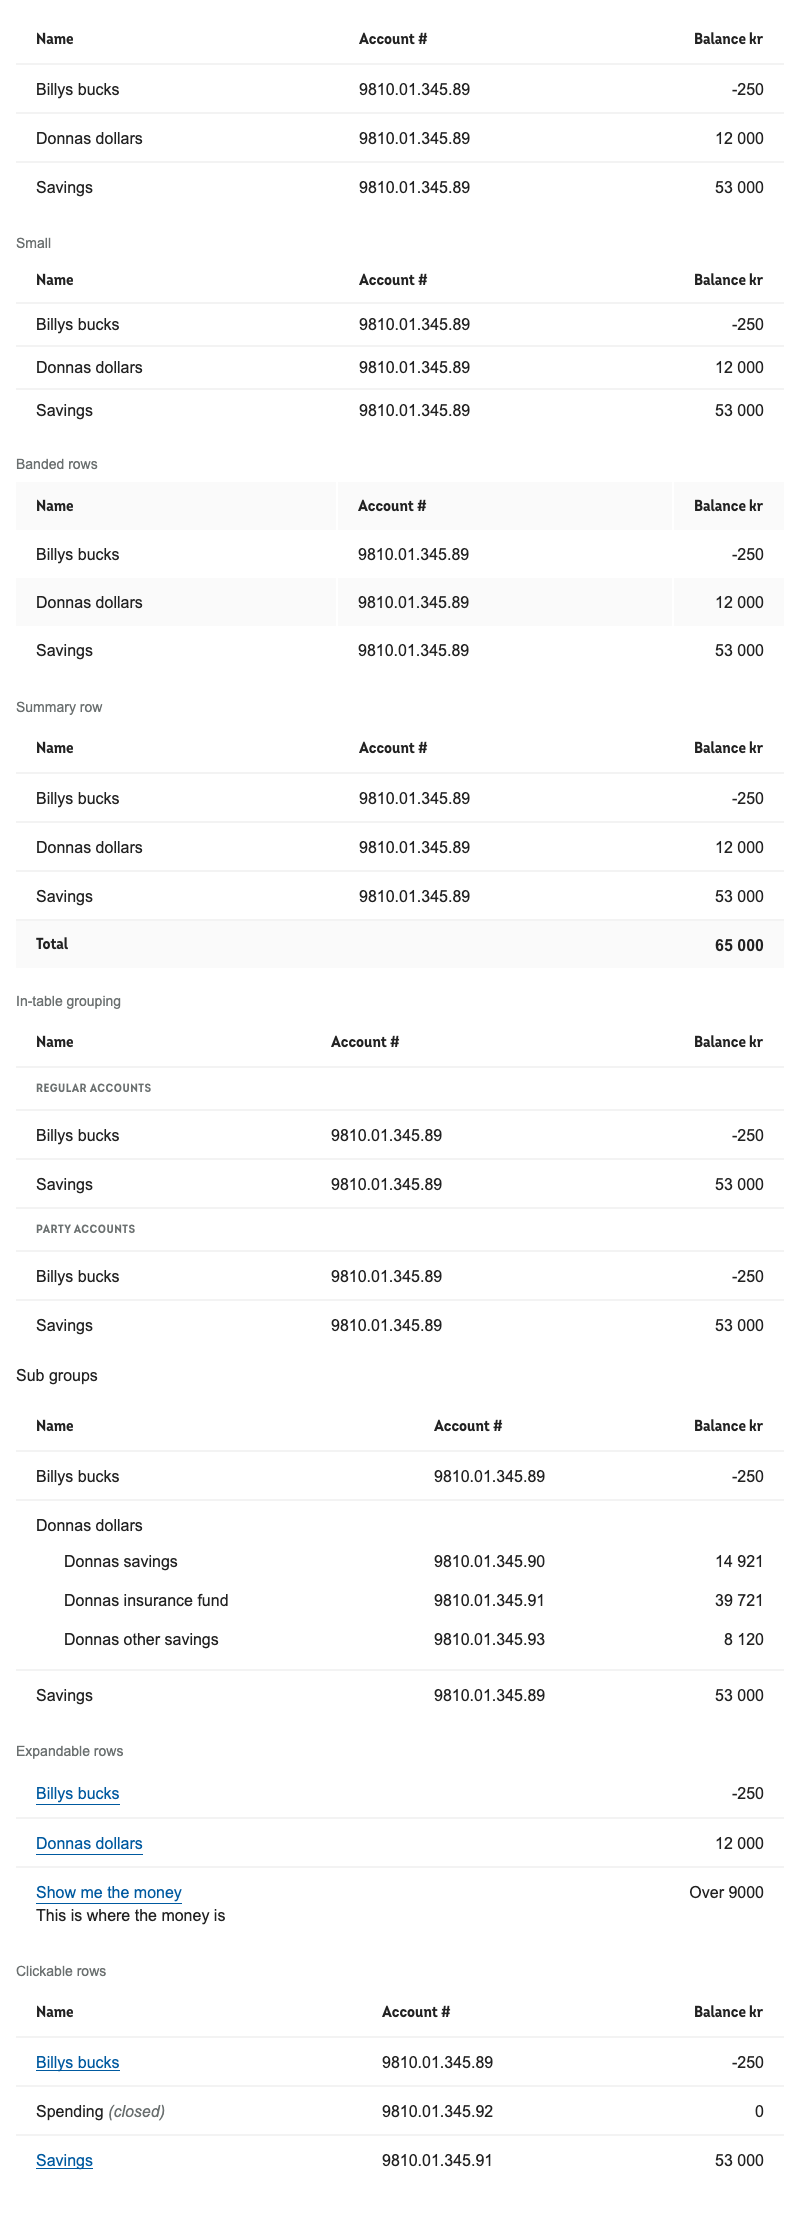 Name Account # Balance kr
Billys bucks 9810.01.345.89 -250
Donnas dollars 9810.01.345.89 12 000
Savings 9810.01.345.89 53 000
Small
Name Account # Balance kr
Billys bucks 9810.01.345.89 -250
Donnas dollars 9810.01.345.89 12 000
Savings 9810.01.345.89 53 000
Banded rows
Name Account # Balance kr
Billys bucks 9810.01.345.89 -250
Donnas dollars 9810.01.345.89 12 000
Savings 9810.01.345.89 53 000
Summary row
Name Account # Balance kr
Billys bucks 9810.01.345.89 -250
Donnas dollars 9810.01.345.89 12 000
Savings 9810.01.345.89 53 000
Total 65 000
In-table grouping
Name Account # Balance kr
REGULAR ACCOUNTS
Billys bucks 9810.01.345.89 -250
Savings 9810.01.345.89 53 000
PARTY ACCOUNTS
Billys bucks 9810.01.345.89 -250
Savings 9810.01.345.89 53 000
Sub groups
Name Account # Balance kr
Billys bucks 9810.01.345.89 -250
Donnas dollars
Donnas savings 9810.01.345.90 14 921
Donnas insurance fund 9810.01.345.91 39 721
Donnas other savings 9810.01.345.93 8 120
Savings 9810.01.345.89 53 000
Expandable rows
Billys bucks -250
Donnas dollars 12 000
Show me the money Over 9000
This is where the money is
Clickable rows
Name Account # Balance kr
Billys bucks 9810.01.345.89 -250
Spending (closed) 9810.01.345.92 0
Savings 9810.01.345.91 53 000